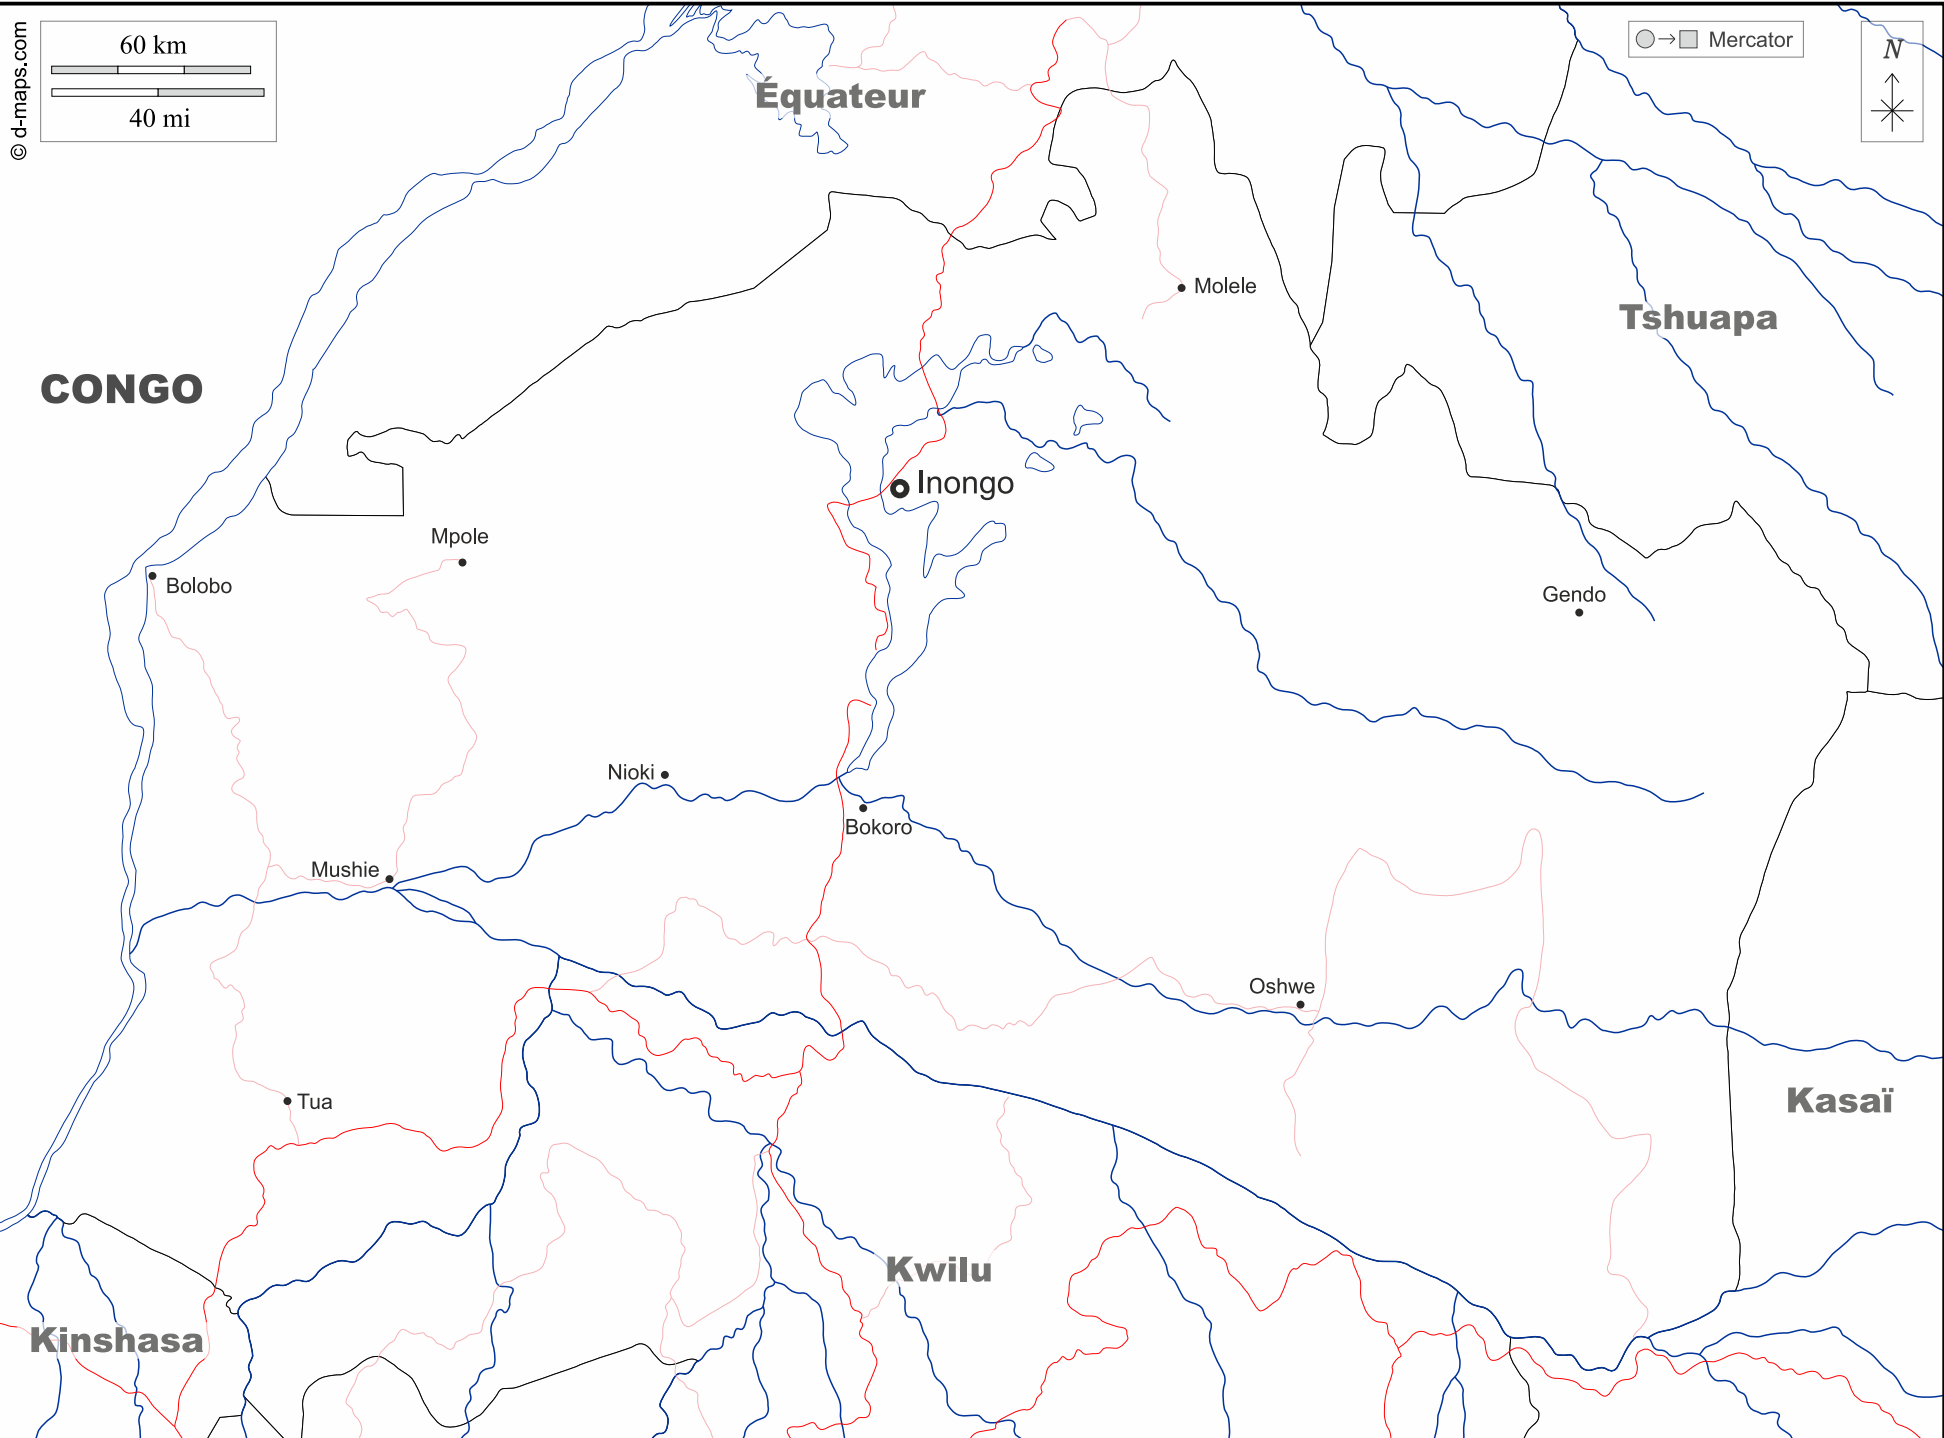 © d-maps.com
60 km
40 mi
Mercator
N
Équateur
Molele
Tshuapa
CONGO
Inongo
Mpole
Bolobo
Gendo
Nioki
Bokoro
Mushie
Oshwe
Tua
Kasaï
Kwilu
Kinshasa